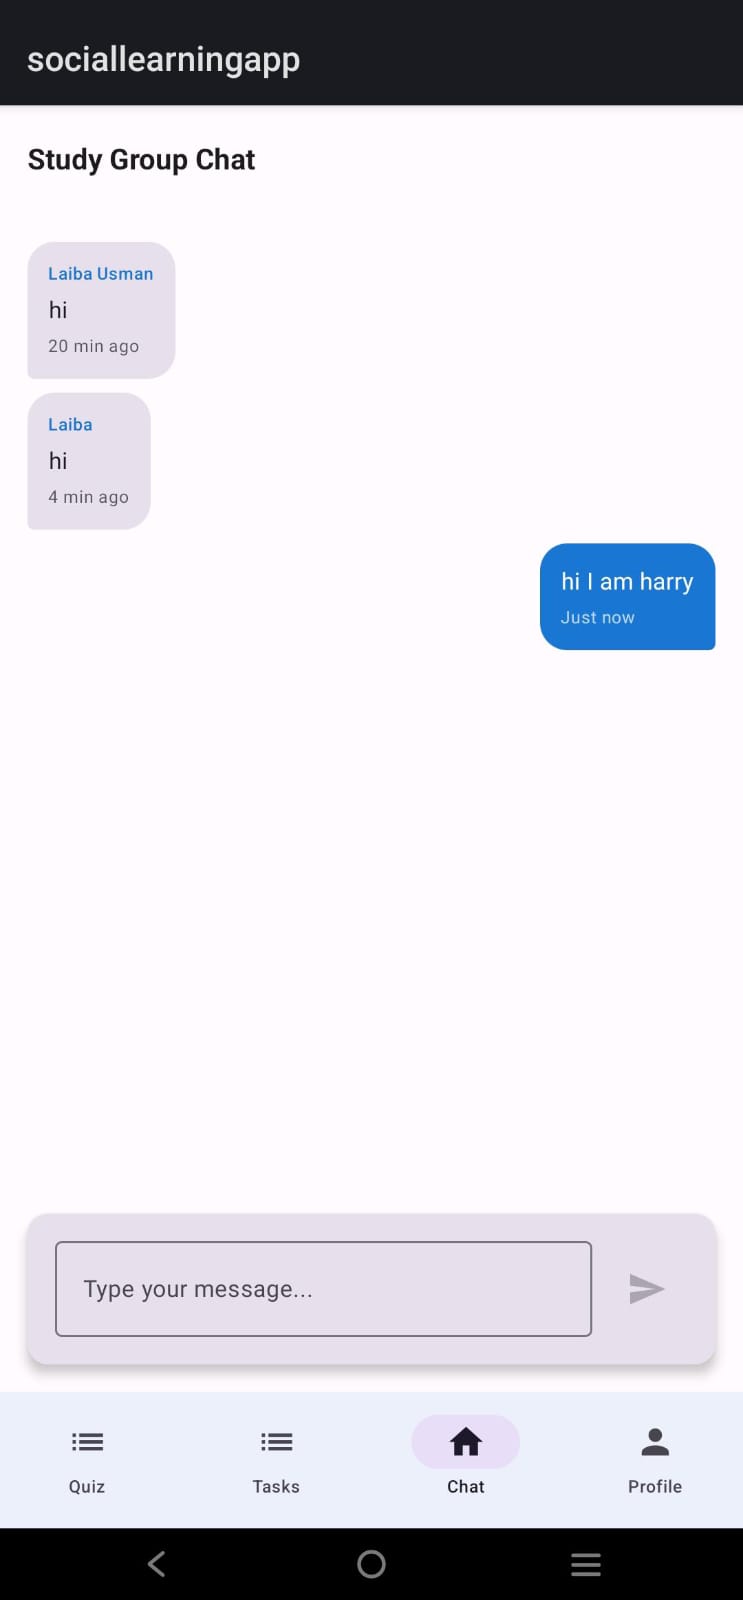 sociallearningapp
Study Group Chat
Laiba Usman
hi
20 min ago
Laiba
hi
4 min ago
hi I am harry
Just now
Type your message...
Quiz
Tasks
Chat
Profile